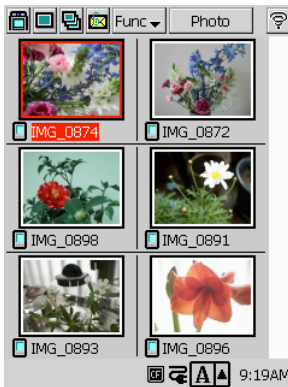 Func Photo
IMG_0874 IMG_0872
IMG_0898 IMG_0891
IMG_0893 IMG_0896
CF A 9:19AM